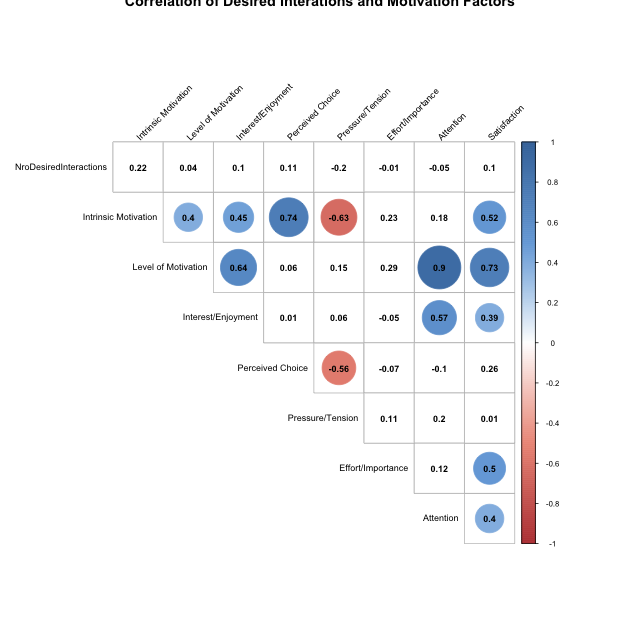 Correlation of Desired Interations and Motivation Factors
Intrinsic Motivation
Level of Motivation
Interest/Enjoyment
Perceived Choice
Pressure/Tension
Effort/Importance
Attention
Satisfaction
NroDesiredInteractions 0.22 0.04 0.1 0.11 -0.2 -0.01 -0.05 0.1
Intrinsic Motivation 0.4 0.45 0.74 -0.63 0.23 0.18 0.52
Level of Motivation 0.64 0.06 0.15 0.29 0.9 0.73
Interest/Enjoyment 0.01 0.06 -0.05 0.57 0.39
Perceived Choice -0.56 -0.07 -0.1 0.26
Pressure/Tension 0.11 0.2 0.01
Effort/Importance 0.12 0.5
Attention 0.4
1
0.8
0.6
0.4
0.2
0
-0.2
-0.4
-0.6
-0.8
-1